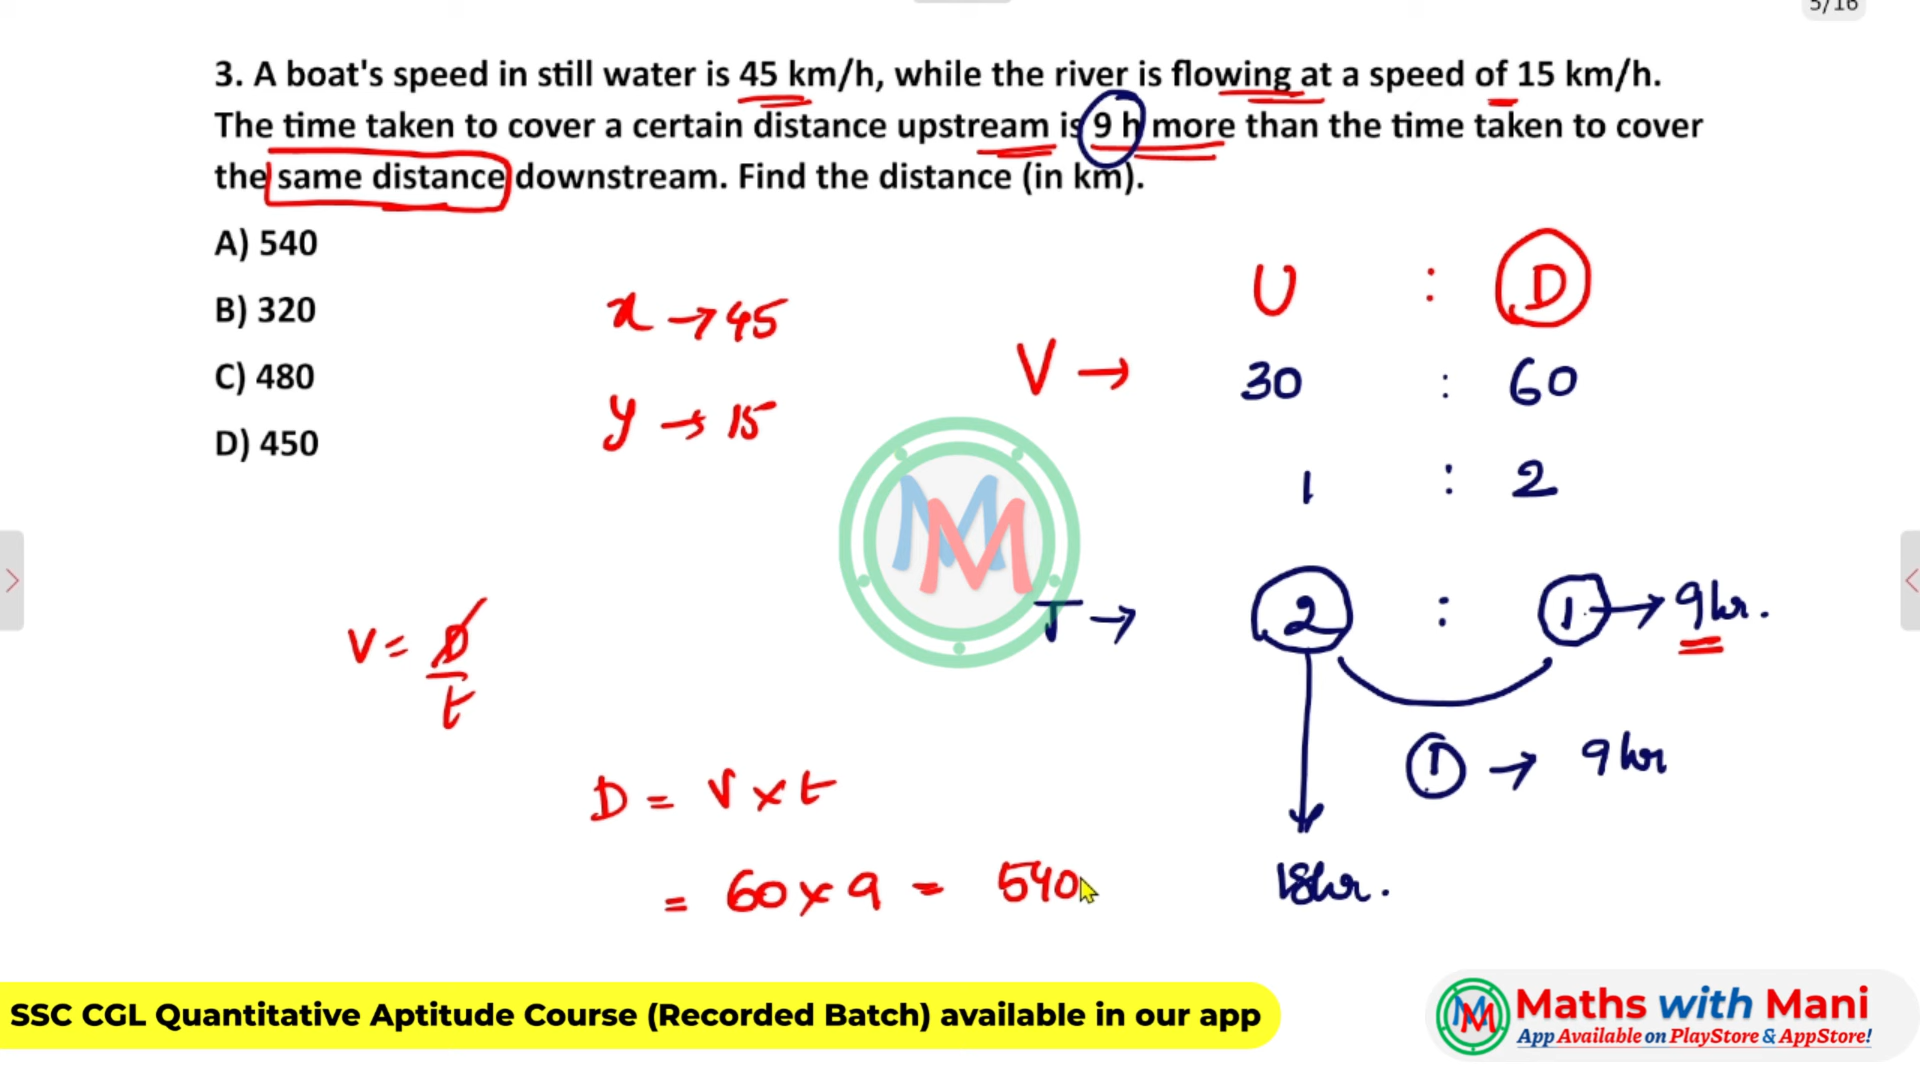 5/16
3. A boat's speed in still water is 45 km/h, while the river is flowing at a speed of 15 km/h.
The time taken to cover a certain distance upstream is 9 h more than the time taken to cover
the same distance downstream. Find the distance (in km).
A) 540
B) 320
C) 480
D) 450
x → 45
y → 15
U : D
V → 30 : 60
1 : 2
T → 2 : 1 → 9hr.
1 → 9hr
18hr.
V = D/t
D = V × t
= 60 × 9 = 540
MM
SSC CGL Quantitative Aptitude Course (Recorded Batch) available in our app
MM
Maths with Mani
App Available on PlayStore & AppStore!